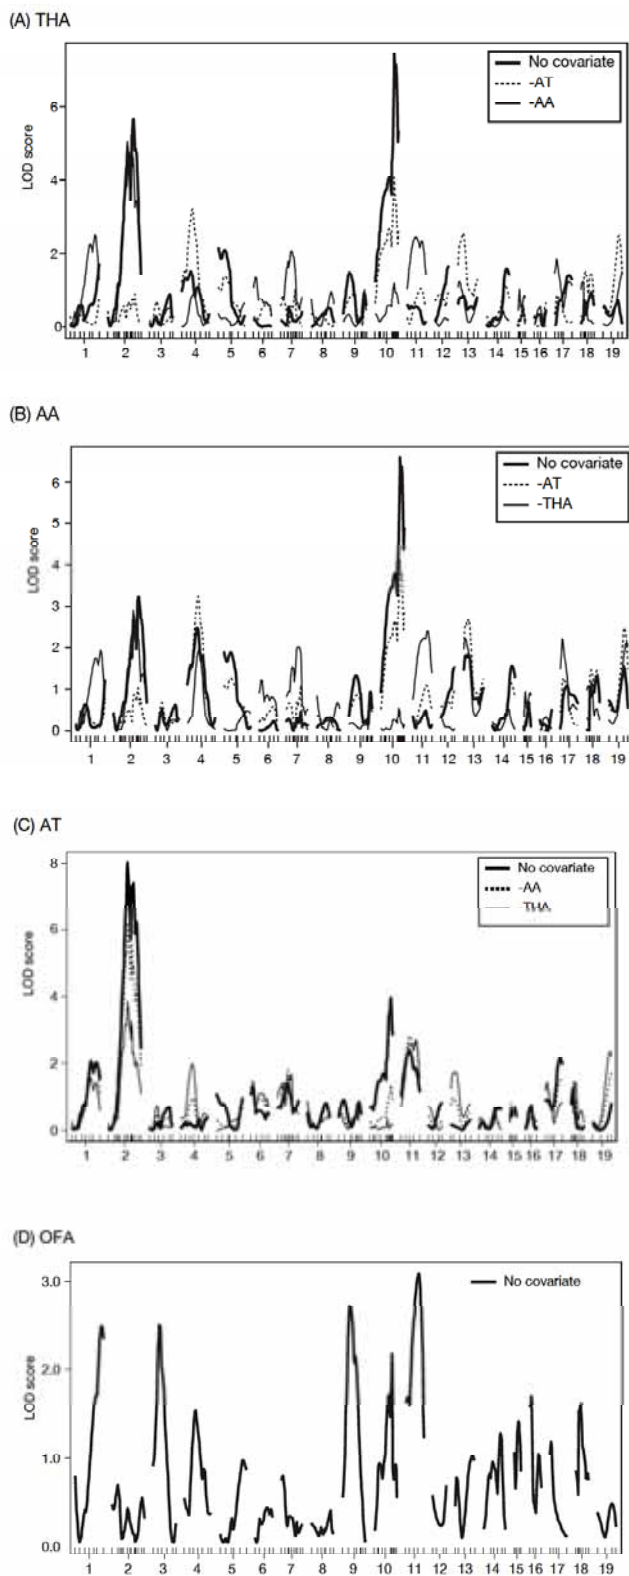 (A) THA
No covariate
-AT
-AA
LOD score
6
4
2
0
1 2 3 4 5 6 7 8 9 10 11 12 13 14 15 16 17 18 19
(B) AA
No covariate
-AT
-THA
LOD score
6
5
4
3
2
1
0
1 2 3 4 5 6 7 8 9 10 11 12 13 14 15 16 17 18 19
(C) AT
No covariate
-AA
-THA
LOD score
8
6
4
2
0
1 2 3 4 5 6 7 8 9 10 11 12 13 14 15 16 17 18 19
(D) OFA
No covariate
LOD score
3.0
2.0
1.0
0.0
1 2 3 4 5 6 7 8 9 10 11 12 13 14 15 16 17 18 19